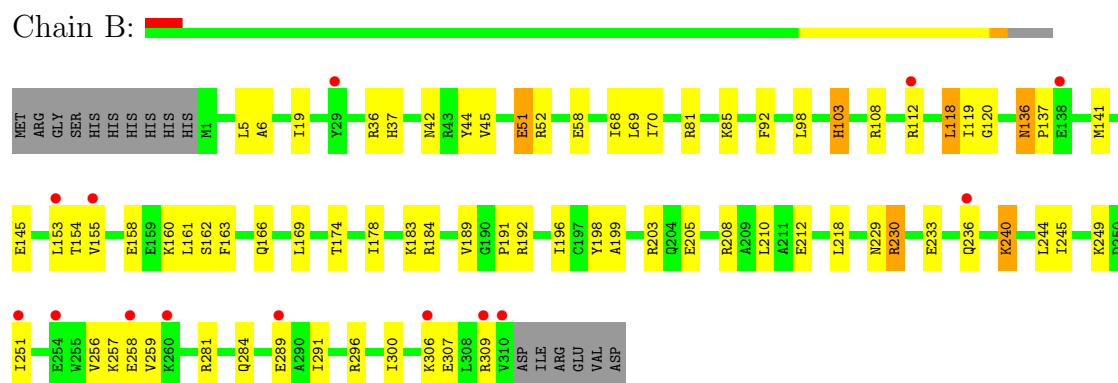 Chain B:
MET ARG GLY SER HIS HIS HIS HIS HIS HIS M1 L5 A6 I19 Y29 R36 H37 N42 R43 Y44 V45 E51 R52 E58 I68 L69 I70 R81 K85 F92 L98 H103 R108 R112 L118 I119 G120 N136 P137 E138 M141
E145 L153 T154 V155 E158 E159 K160 L161 S162 F163 Q166 L169 T174 I178 K183 R184 V189 G190 P191 R192 I196 C197 Y198 A199 R203 Q204 E205 R208 A209 L210 A211 E212 L218 N229 R230 E233 Q236 K240 L244 I245 K249
I251 E254 W255 V256 K257 E258 V259 K260 R281 Q284 E289 A290 I291 R296 I300 K306 E307 L308 R309 V310 ASP ILE ARG GLU VAL ASP